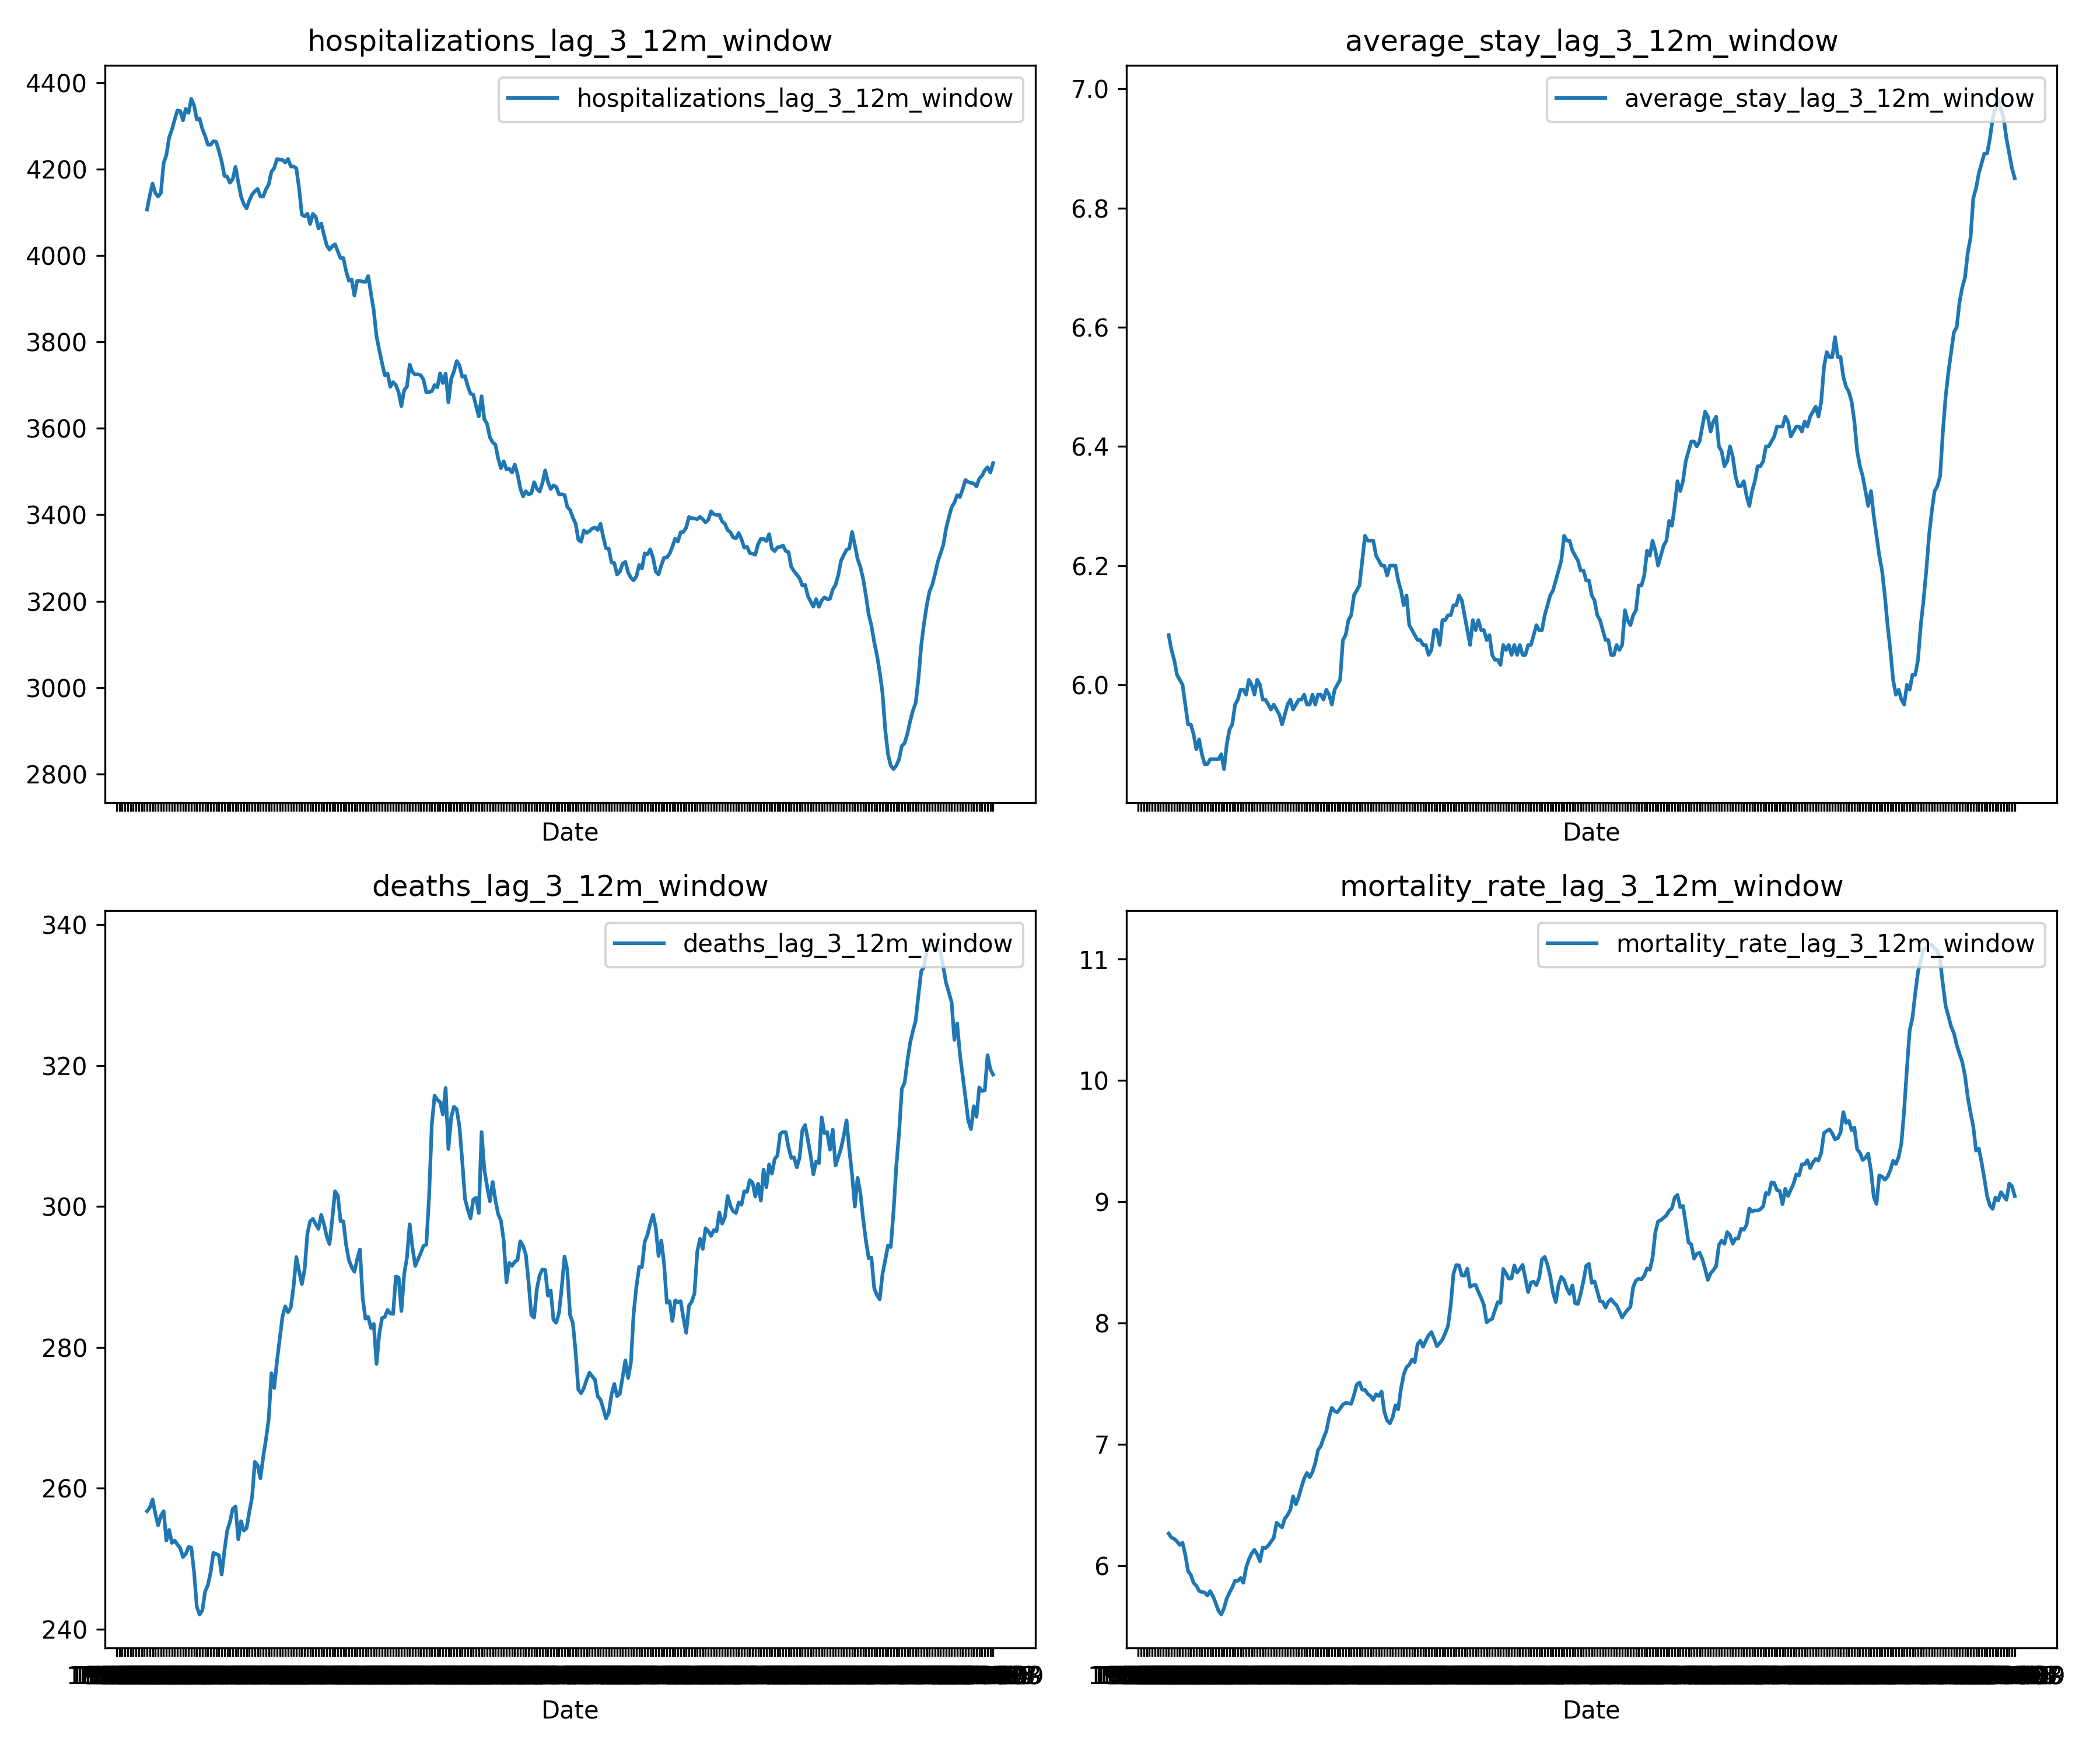 hospitalizations_lag_3_12m_window
hospitalizations_lag_3_12m_window
4400
4200
4000
3800
3600
3400
3200
3000
2800
Date
average_stay_lag_3_12m_window
average_stay_lag_3_12m_window
7.0
6.8
6.6
6.4
6.2
6.0
Date
deaths_lag_3_12m_window
deaths_lag_3_12m_window
340
320
300
280
260
240
Date
mortality_rate_lag_3_12m_window
mortality_rate_lag_3_12m_window
11
10
9
8
7
6
Date